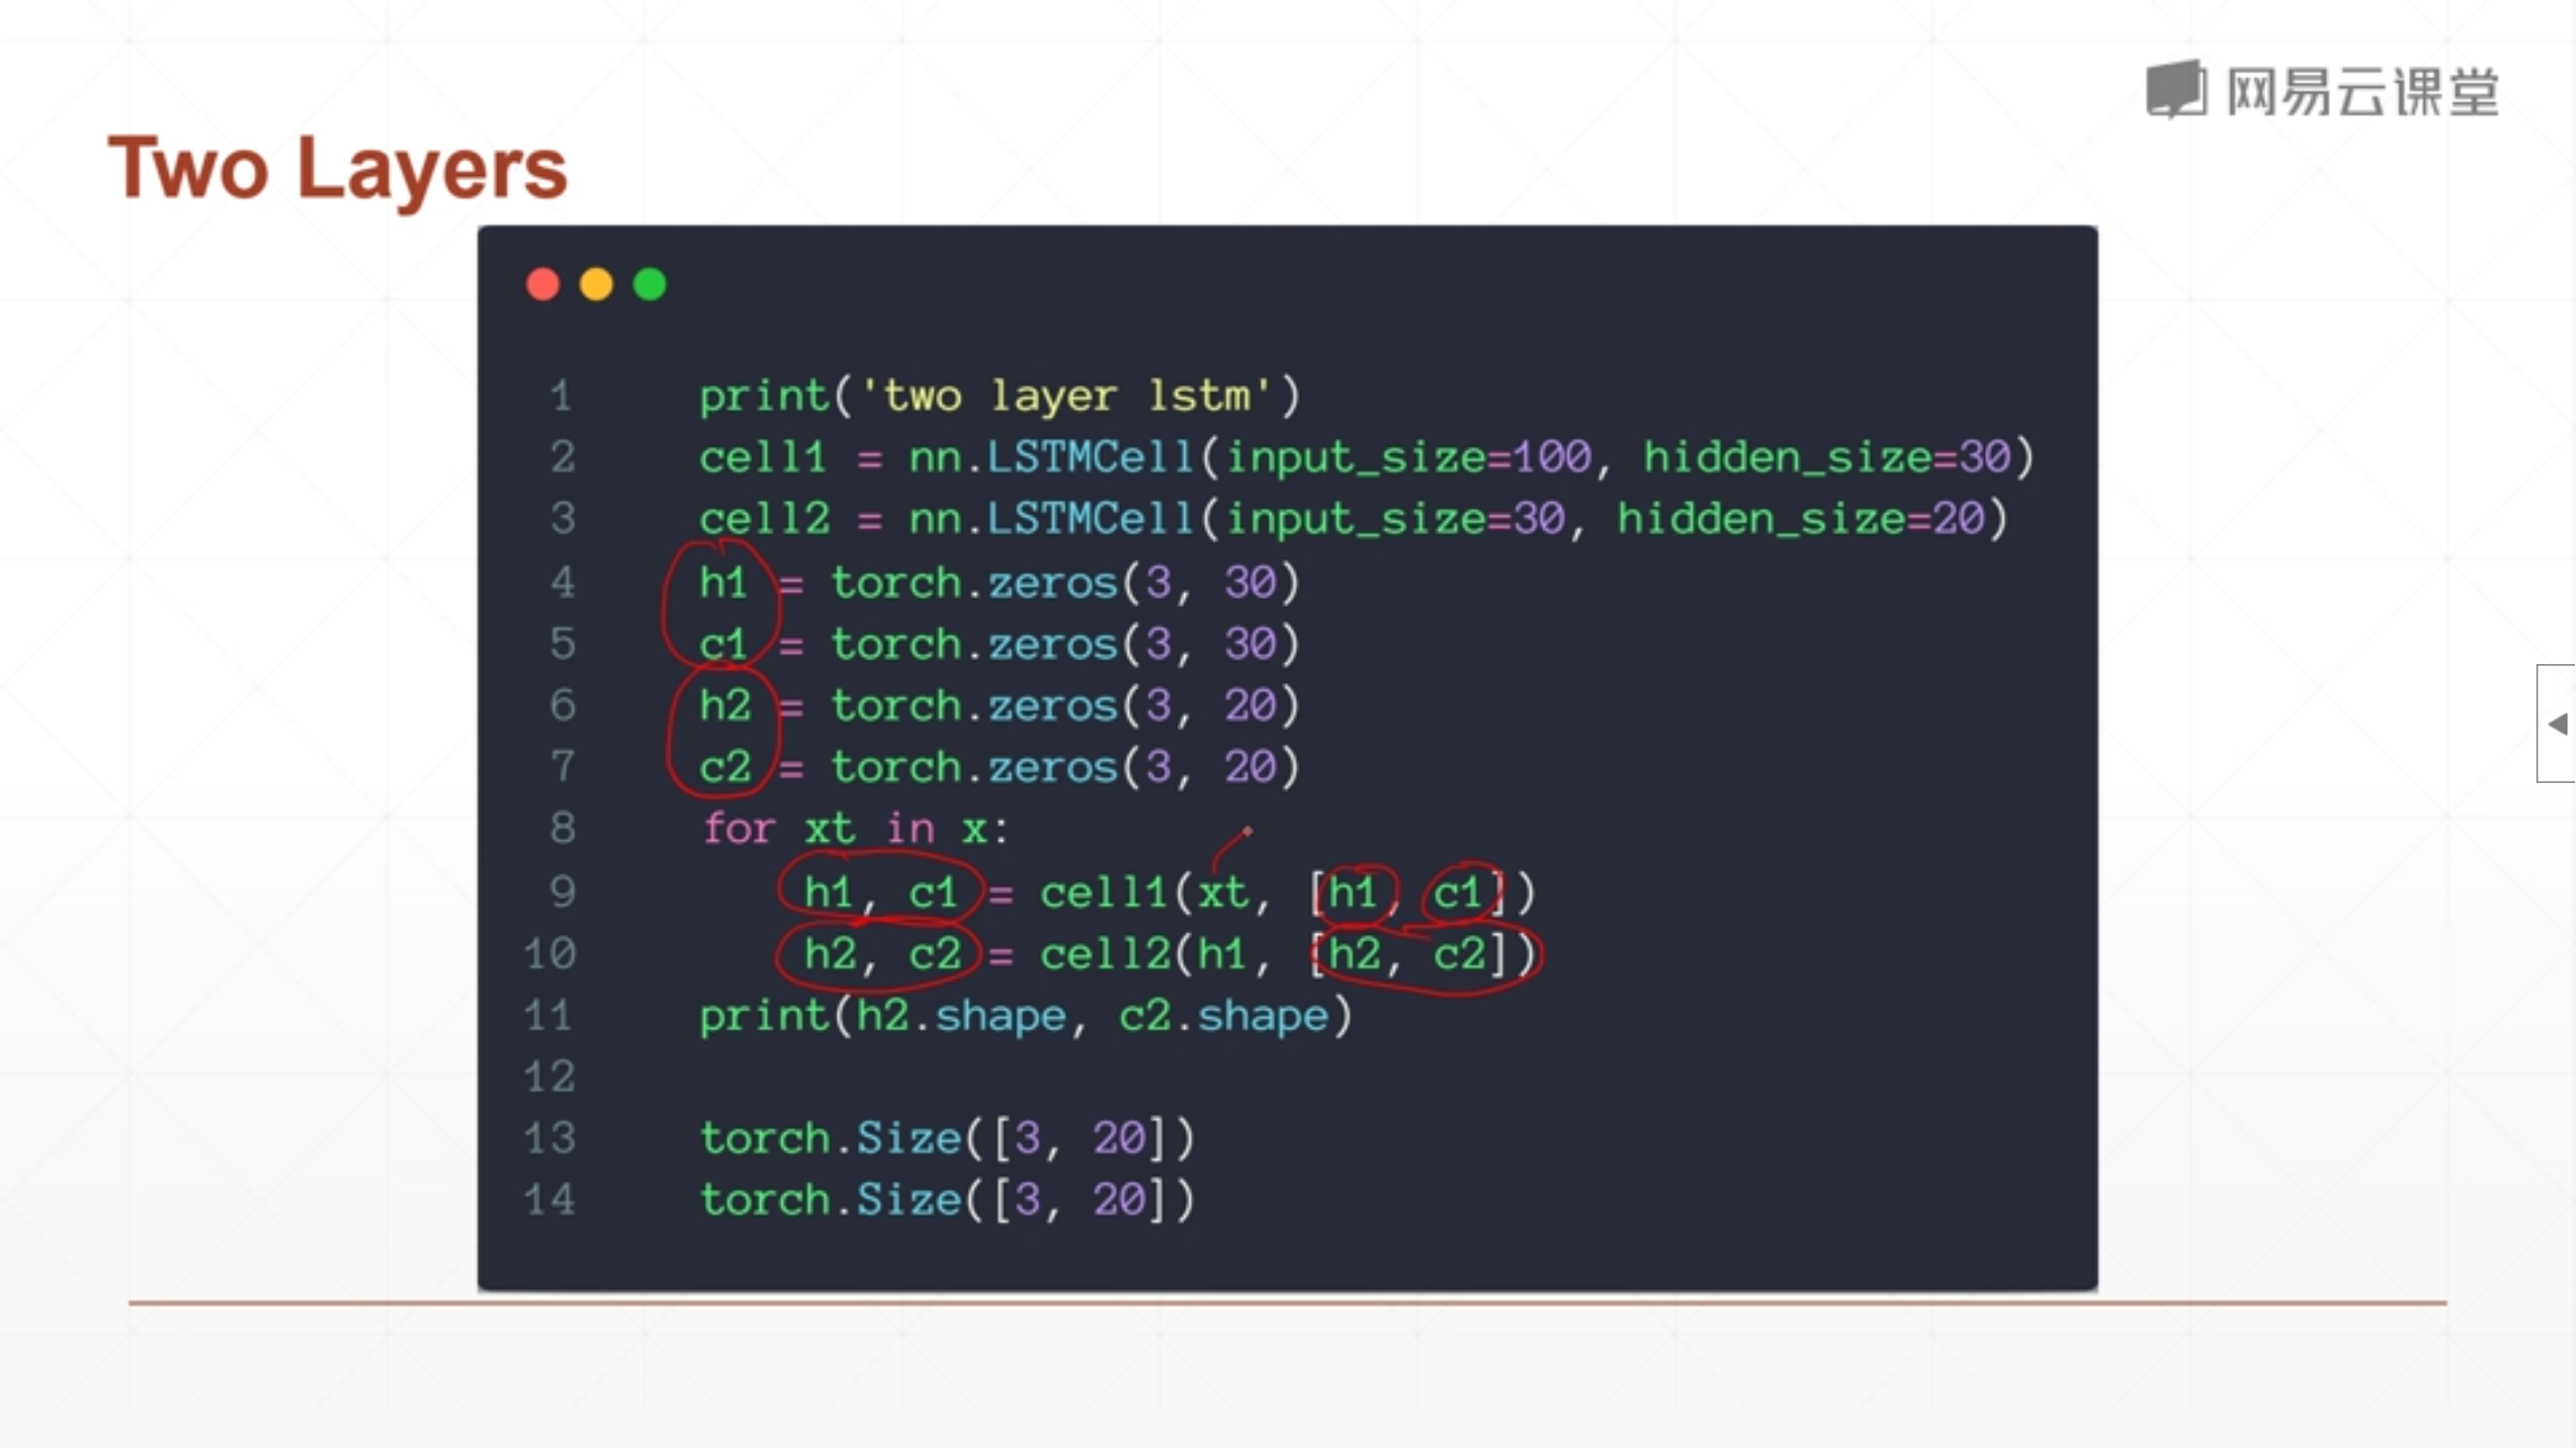 网易云课堂
Two Layers
1 print('two layer lstm')
2 cell1 = nn.LSTMCell(input_size=100, hidden_size=30)
3 cell2 = nn.LSTMCell(input_size=30, hidden_size=20)
4 h1 = torch.zeros(3, 30)
5 c1 = torch.zeros(3, 30)
6 h2 = torch.zeros(3, 20)
7 c2 = torch.zeros(3, 20)
8 for xt in x:
9     h1, c1 = cell1(xt, [h1, c1])
10     h2, c2 = cell2(h1, [h2, c2])
11 print(h2.shape, c2.shape)
12
13 torch.Size([3, 20])
14 torch.Size([3, 20])